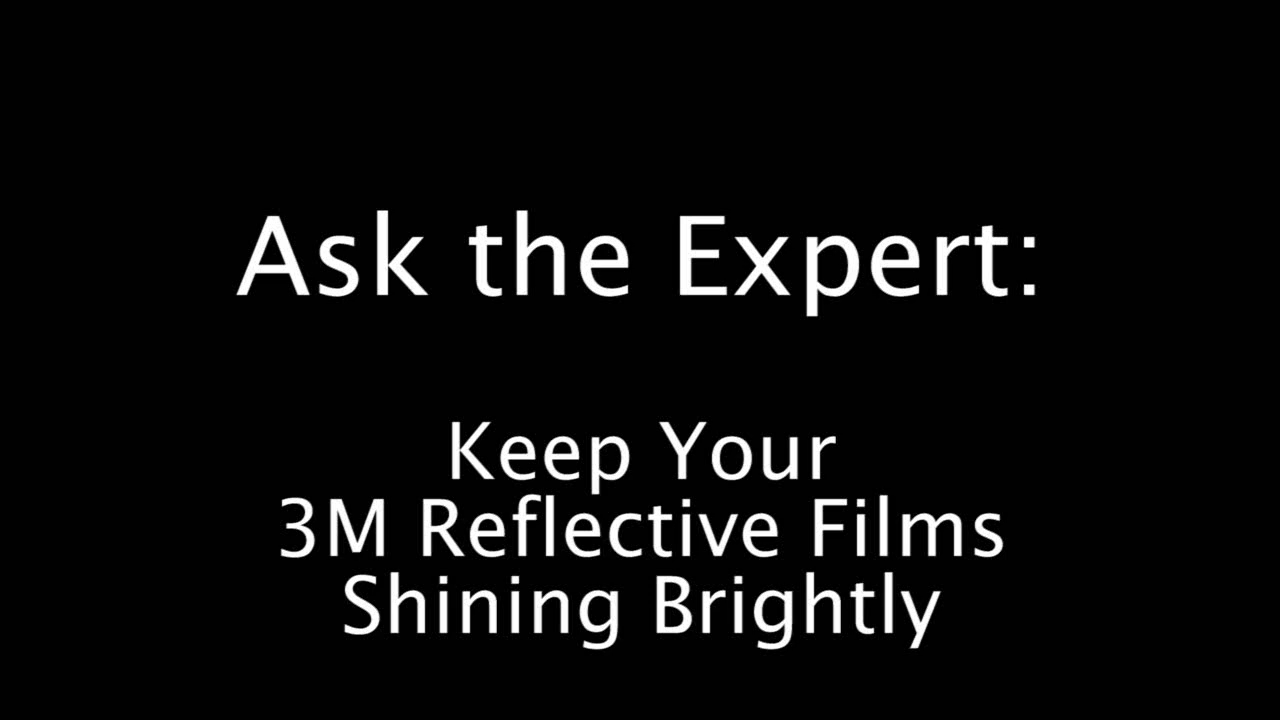 Ask the Expert:
Keep Your
3M Reflective Films
Shining Brightly